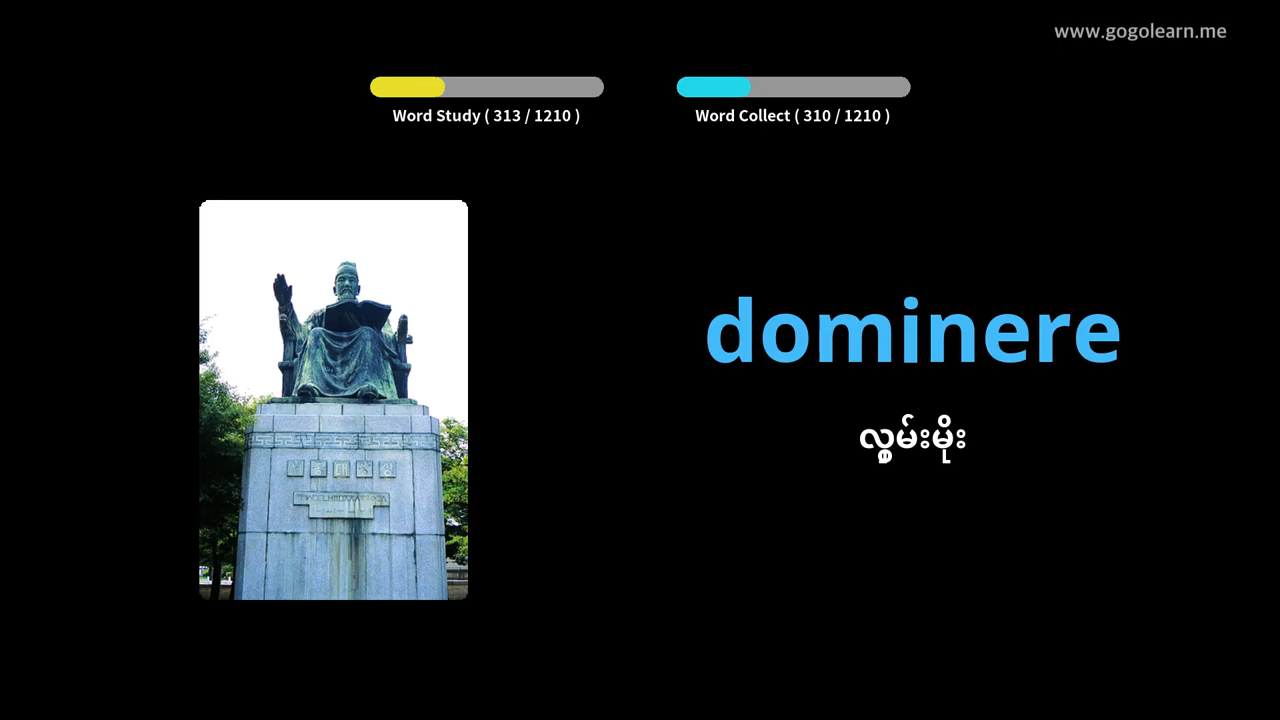 www.gogolearn.me
Word Study ( 313 / 1210 )
Word Collect ( 310 / 1210 )
dominere
လွှမ်းမိုး